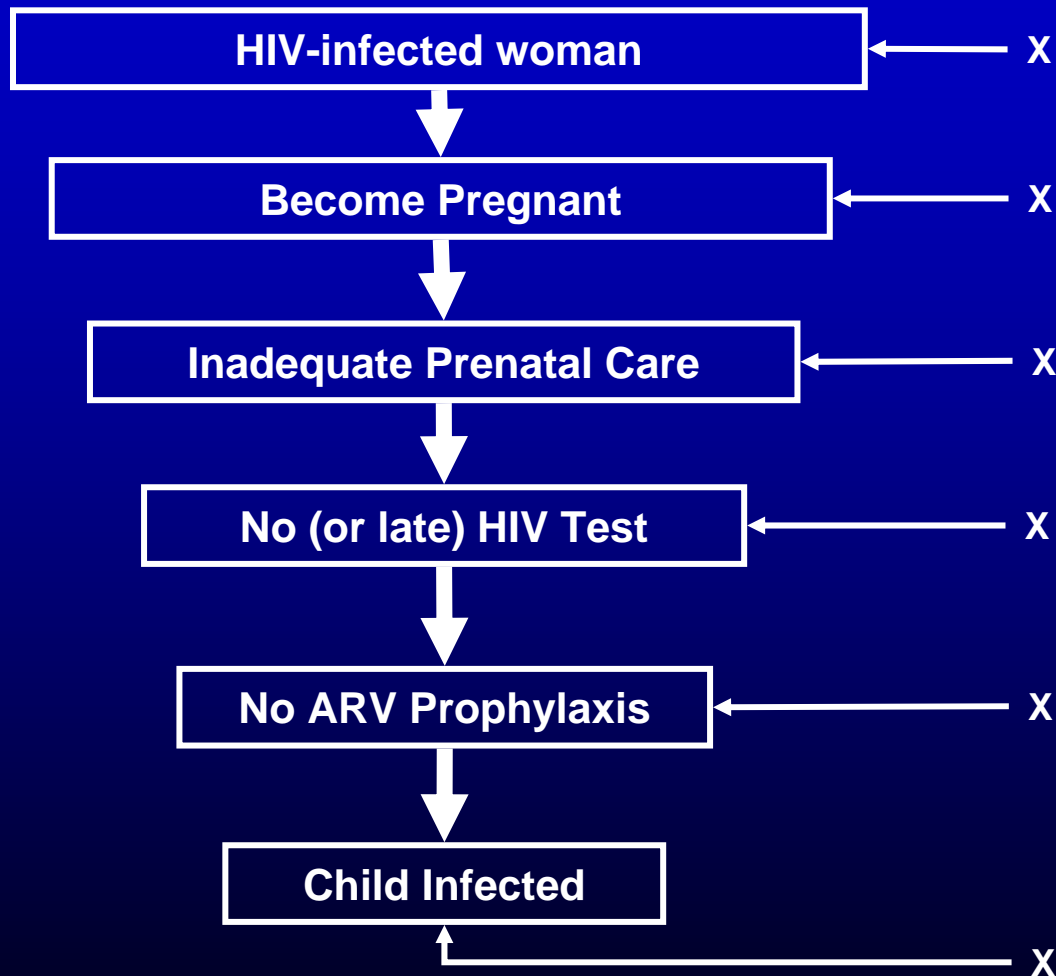 HIV-infected woman
X
Become Pregnant
X
Inadequate Prenatal Care
X
No (or late) HIV Test
X
No ARV Prophylaxis
X
Child Infected
X